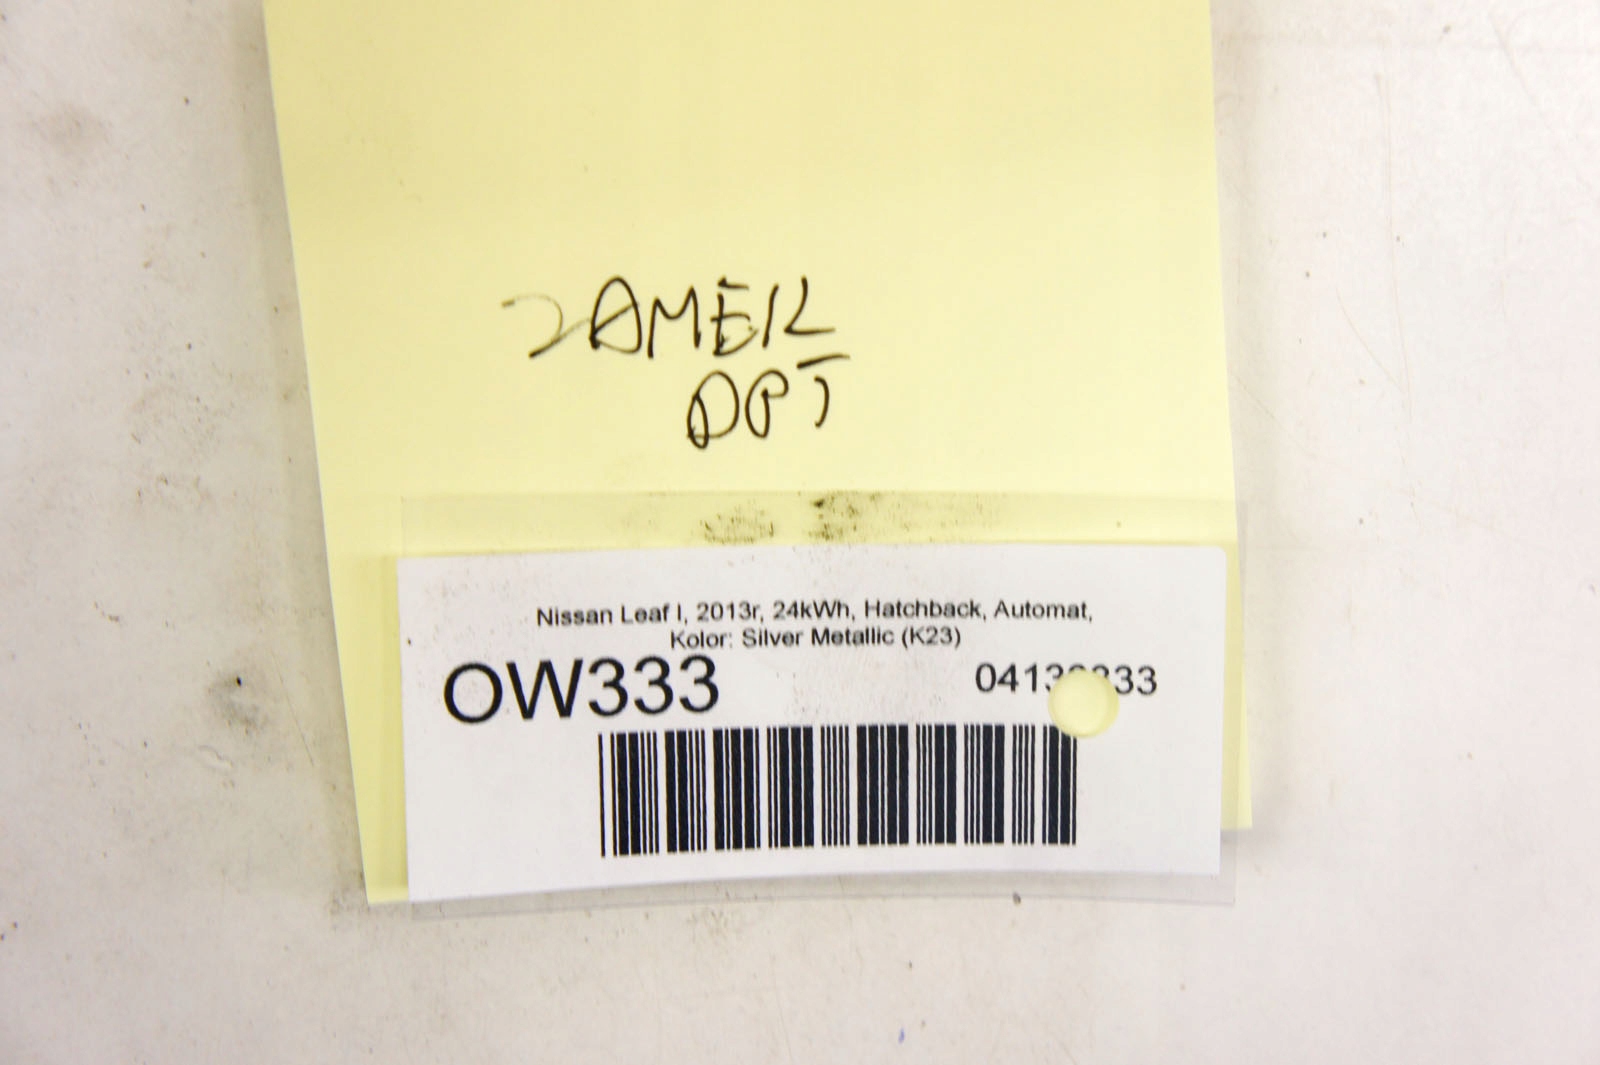 ZAMEK
DPT
Nissan Leaf I, 2013r, 24kWh, Hatchback, Automat,
Kolor: Silver Metallic (K23)
OW333